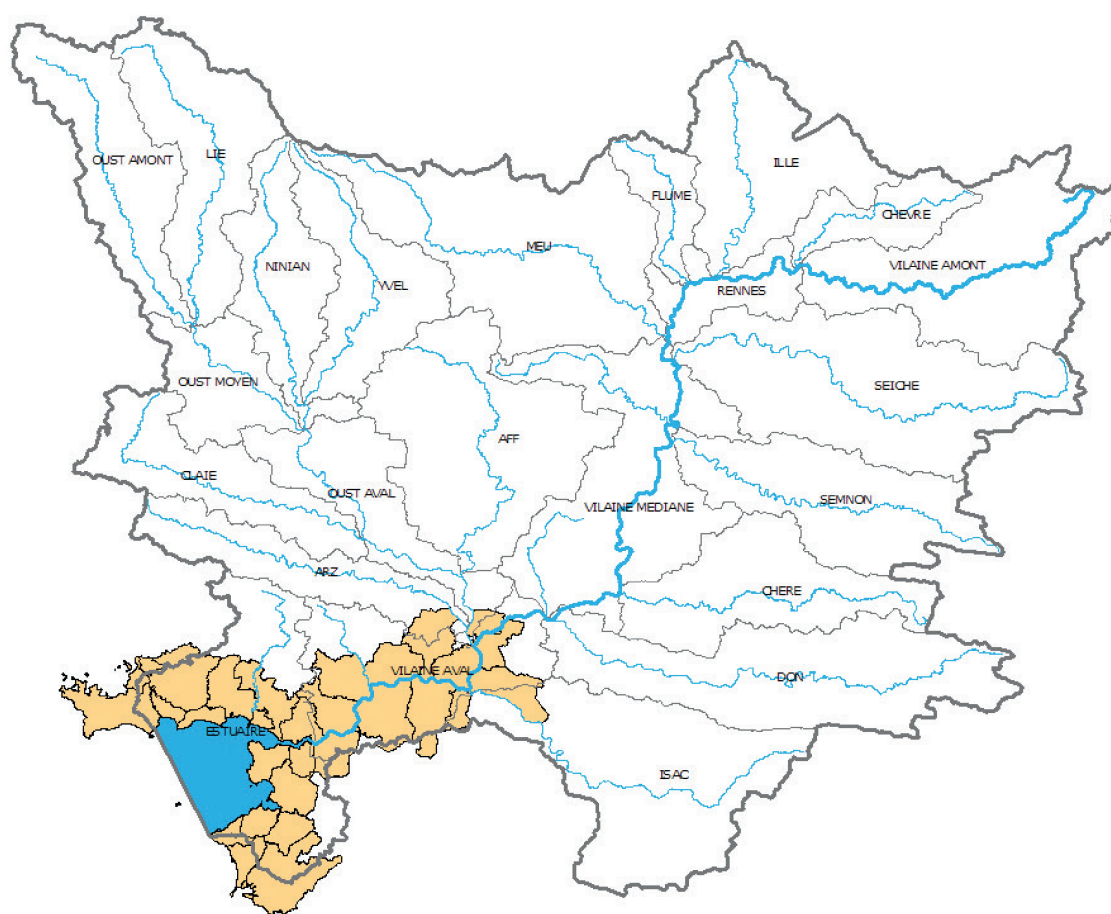 OUST AMONT
LIE
ILLE
FLUME
CHEVRE
NINIAN
MEU
VILAINE AMONT
YVEL
RENNES
OUST MOYEN
SEICHE
AFF
CLAIE
OUST AVAL
SEMNON
VILAINE MEDIANE
ARZ
CHERE
VILAINE AVAL
DON
ESTUAIRE
ISAC